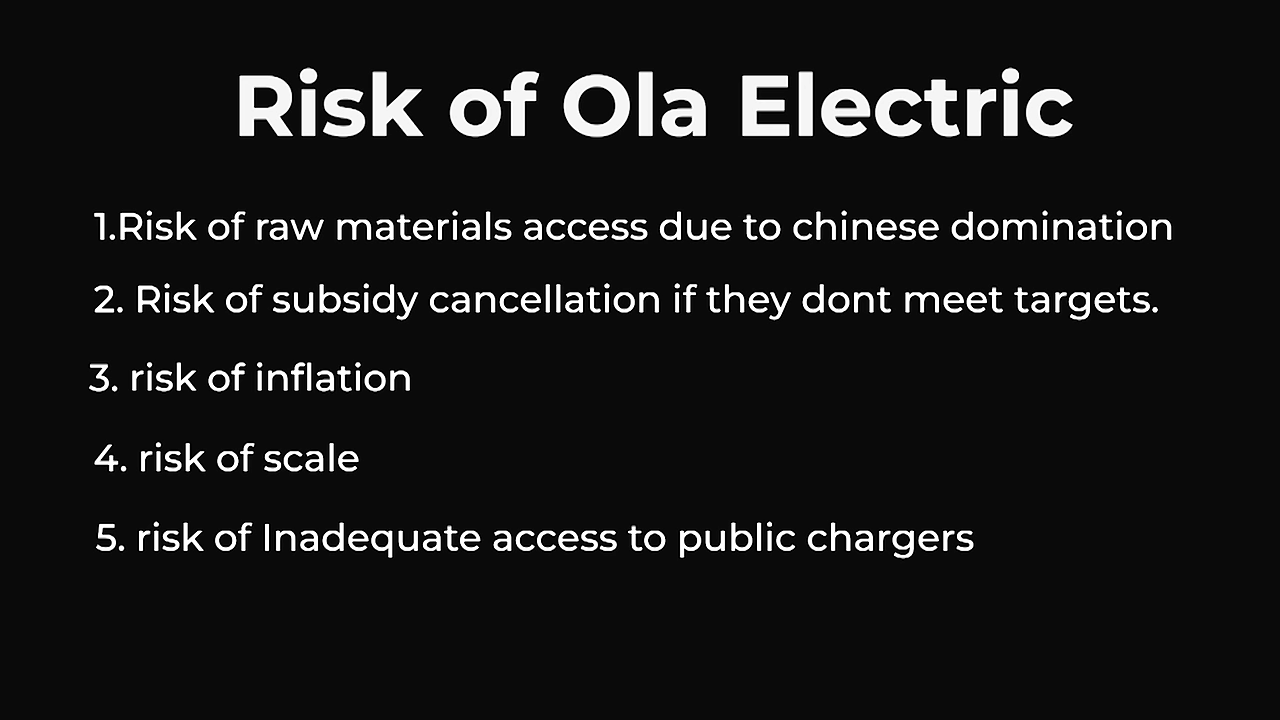 Risk of Ola Electric
1.Risk of raw materials access due to chinese domination
2. Risk of subsidy cancellation if they dont meet targets.
3. risk of inflation
4. risk of scale
5. risk of Inadequate access to public chargers